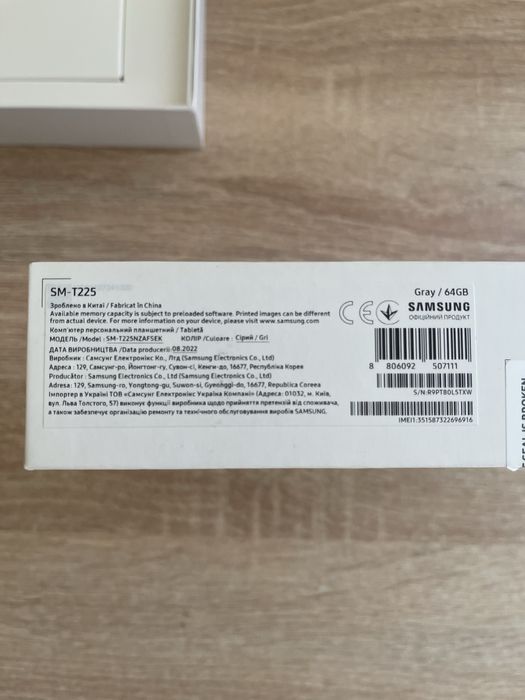 SM-T225
Gray / 64GB
Зроблено в Китаї / Fabricat în China
Available memory capacity is subject to preloaded software. Printed images can be different
from actual device. For more information on your device, please visit www.samsung.com
Комп'ютер персональний планшетний / Tabletă
МОДЕЛЬ / Model : SM-T225NZAFSEK КОЛІР /Culoare : Сірий / Gri
ДАТА ВИРОБНИЦТВА /Data producerii :08.2022
Виробник : Самсунг Електронікс Ко., Лтд (Samsung Electronics Co., Ltd)
Адреса : 129, Самсунг-ро, Йонгтонг-гу, Сувон-сі, Кенгі-до, 16677, Республіка Корея
Producător : Samsung Electronics Co., Ltd (Samsung Electronics Co., Ltd)
Adresa : 129, Samsung-ro, Yongtong-gu, Suwon-si, Gyeonggi-do, 16677, Republica Coreea
Імпортер в Україні ТОВ «Самсунг Електронікс Україна Компані» (Адреса: 01032, м. Київ,
вул. Льва Толстого, 57) виконує функції виробника щодо прийняття претензій від споживача,
а також забезпечує організацію ремонту та технічного обслуговування виробів SAMSUNG.
CE
SAMSUNG
ОФІЦІЙНИЙ ПРОДУКТ
8 806092 507111
S/N:R9PTB0L5TXW
IMEI1:351587322696916
SEAL IS BROKEN